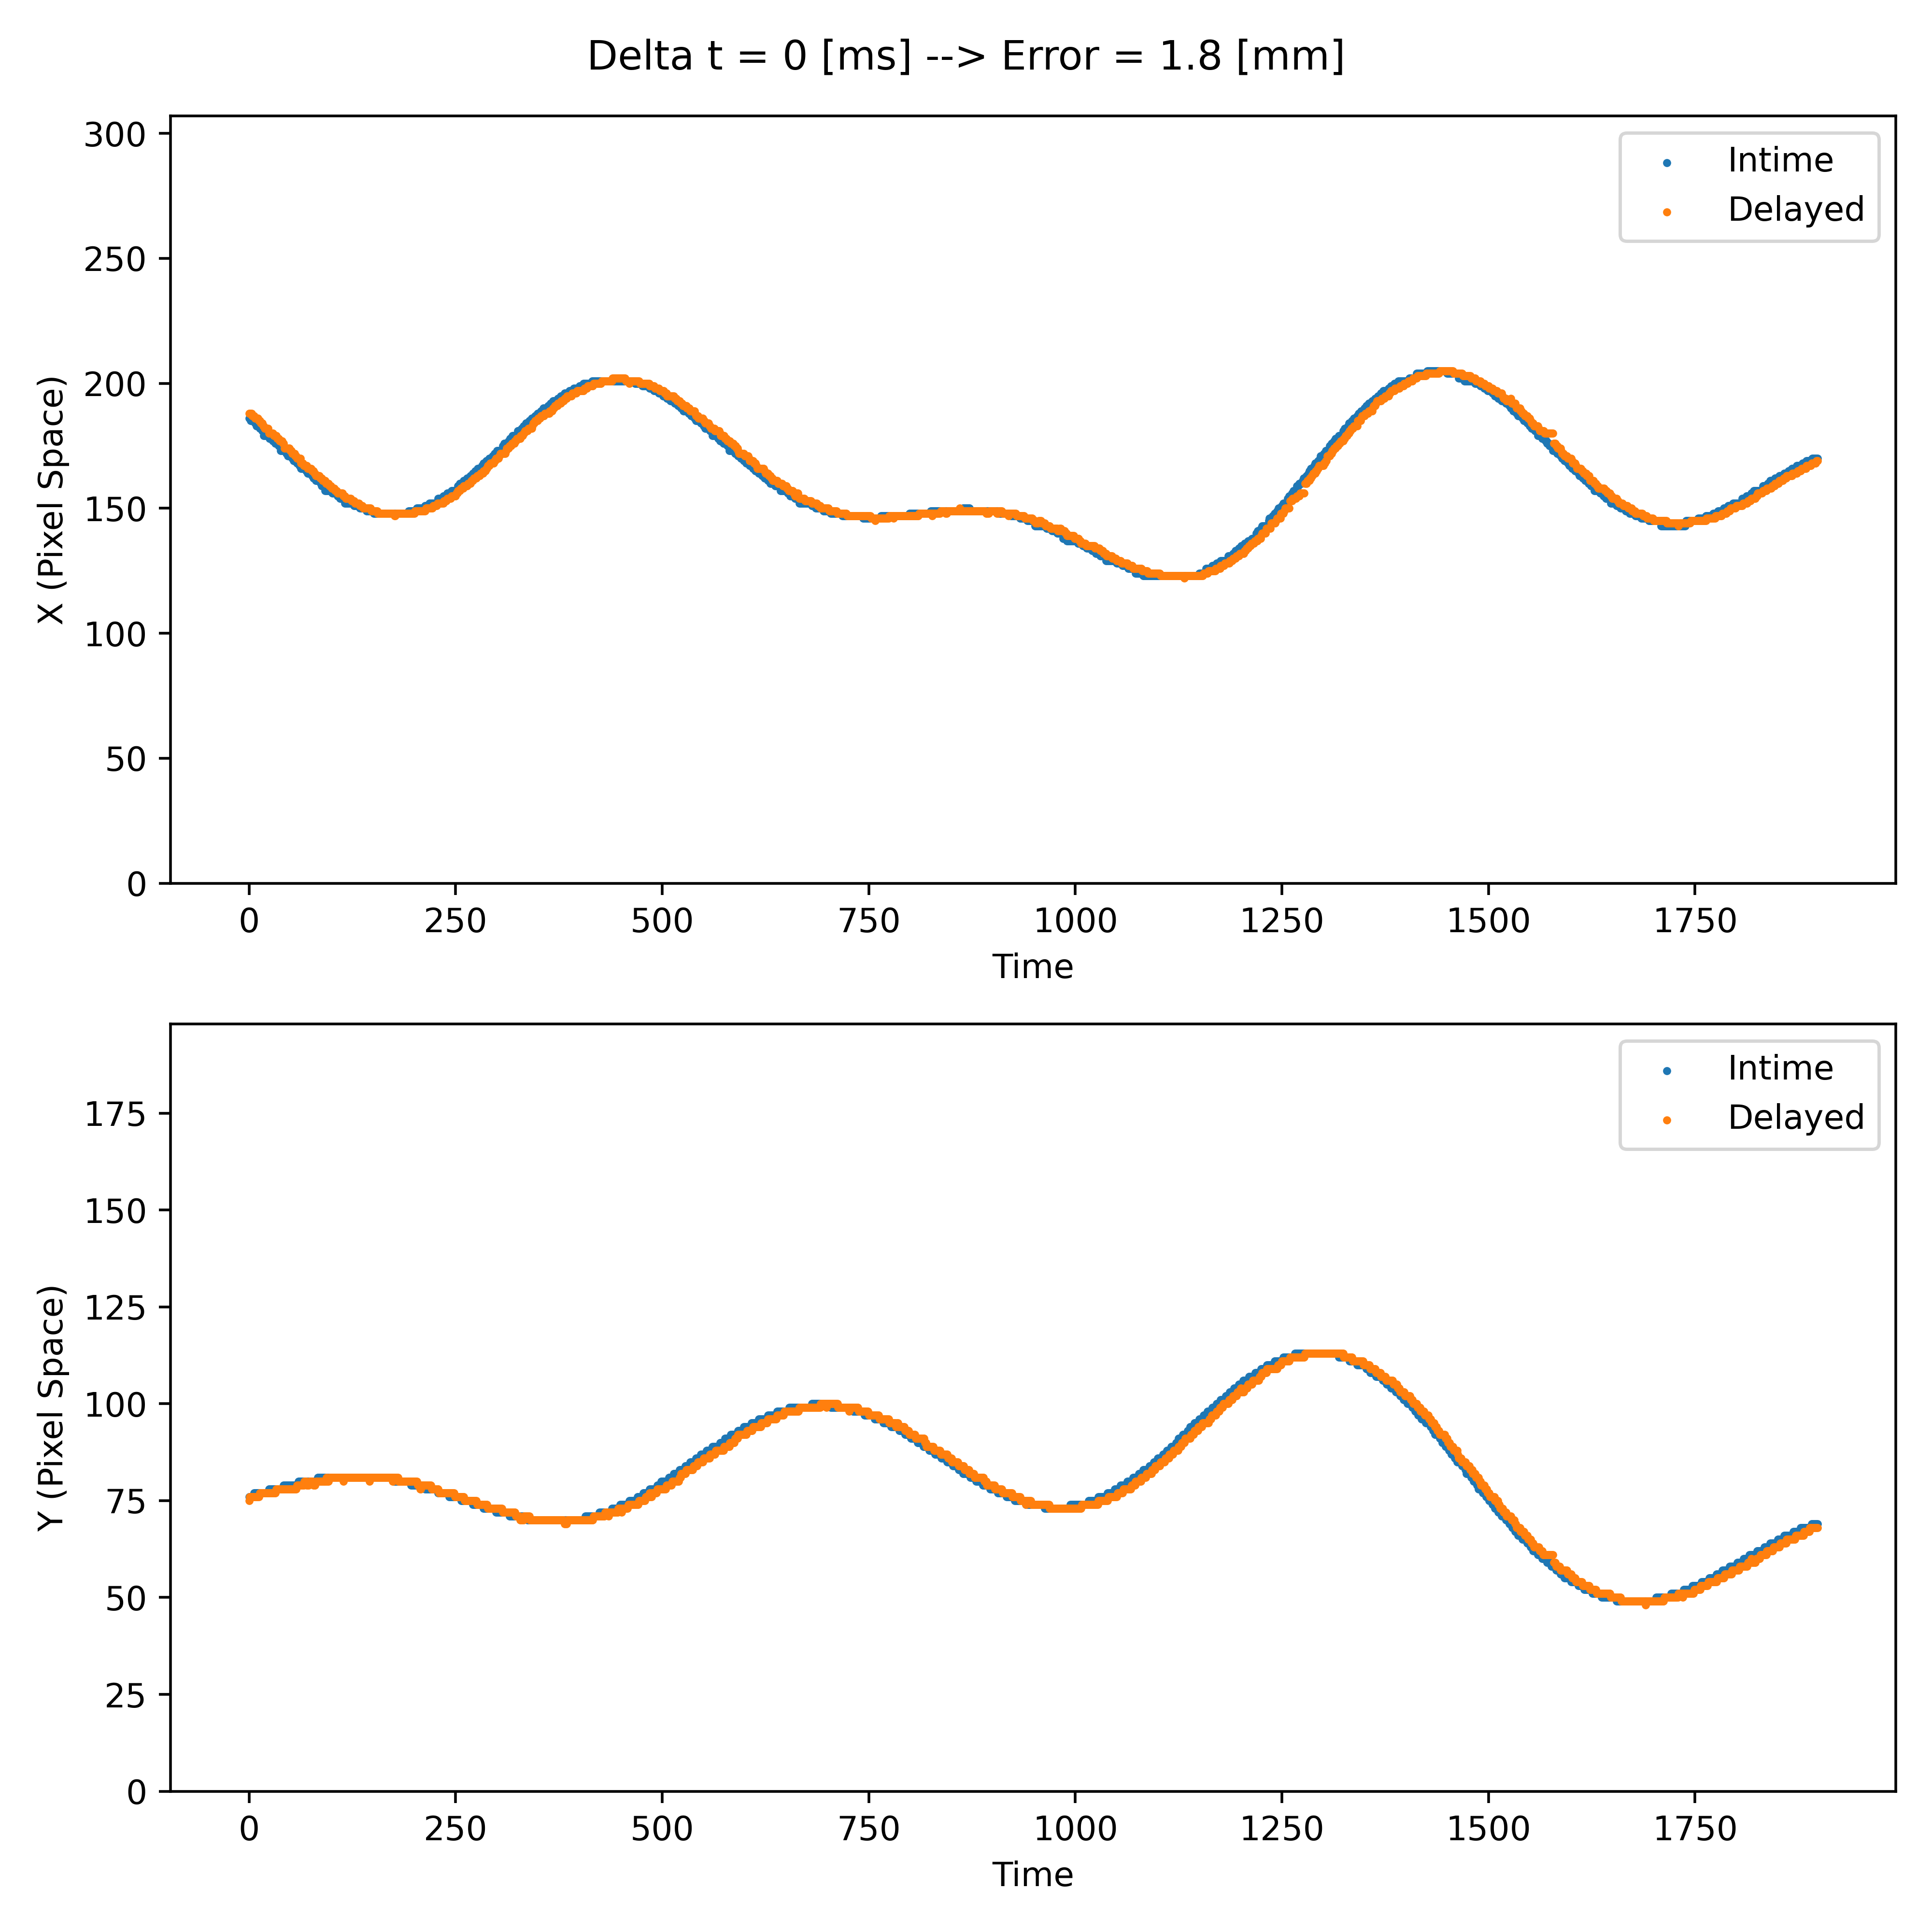 Delta t = 0 [ms] --> Error = 1.8 [mm]
300
250
200
150
100
50
0
X (Pixel Space)
Intime
Delayed
0 250 500 750 1000 1250 1500 1750
Time
175
150
125
100
75
50
25
0
Y (Pixel Space)
Intime
Delayed
0 250 500 750 1000 1250 1500 1750
Time